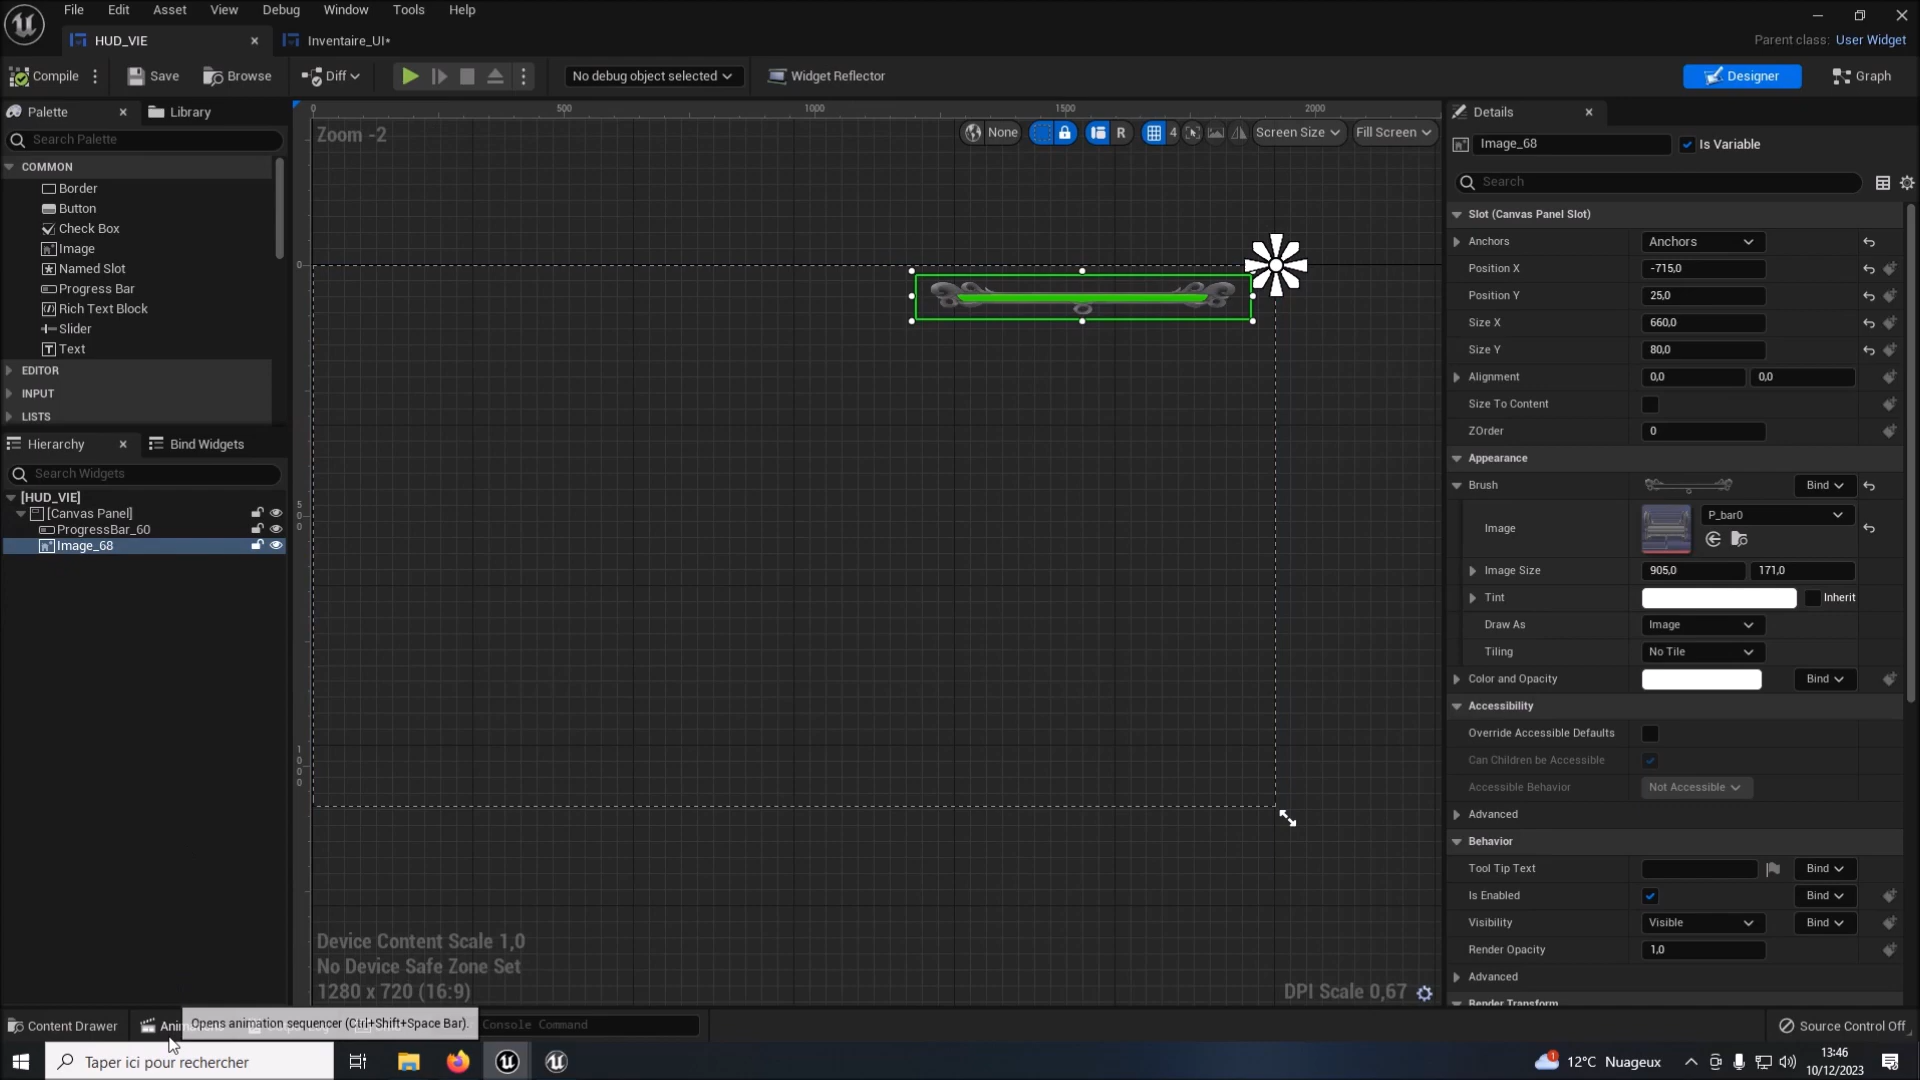 File Edit Asset View Debug Window Tools Help
HUD_VIE
Inventaire_UI*
Parent class: User Widget
Compile
Save
Browse
Diff
No debug object selected
Widget Reflector
Designer
Graph
Palette
Library
Search Palette
COMMON
Border
Button
Check Box
Image
Named Slot
Progress Bar
Rich Text Block
Slider
Text
EDITOR
INPUT
LISTS
Hierarchy
Bind Widgets
Search Widgets
[HUD_VIE]
[Canvas Panel]
ProgressBar_60
Image_68
0 500 1000 1500 2000
Zoom -2
None
R
4
Screen Size
Fill Screen
0
5
0
0
1
0
0
0
Device Content Scale 1,0
No Device Safe Zone Set
1280 x 720 (16:9)
DPI Scale 0,67
Details
Image_68
Is Variable
Search
Slot (Canvas Panel Slot)
Anchors Anchors
Position X -715,0
Position Y 25,0
Size X 660,0
Size Y 80,0
Alignment 0,0 0,0
Size To Content
ZOrder 0
Appearance
Brush Bind
Image P_bar0
Image Size 905,0 171,0
Tint Inherit
Draw As Image
Tiling No Tile
Color and Opacity Bind
Accessibility
Override Accessible Defaults
Can Children be Accessible
Accessible Behavior Not Accessible
Advanced
Behavior
Tool Tip Text Bind
Is Enabled Bind
Visibility Visible Bind
Render Opacity 1,0
Advanced
Render Transform
Content Drawer
Opens animation sequencer (Ctrl+Shift+Space Bar).
Console Command
Source Control Off
Taper ici pour rechercher
1
12°C Nuageux
13:46
10/12/2023